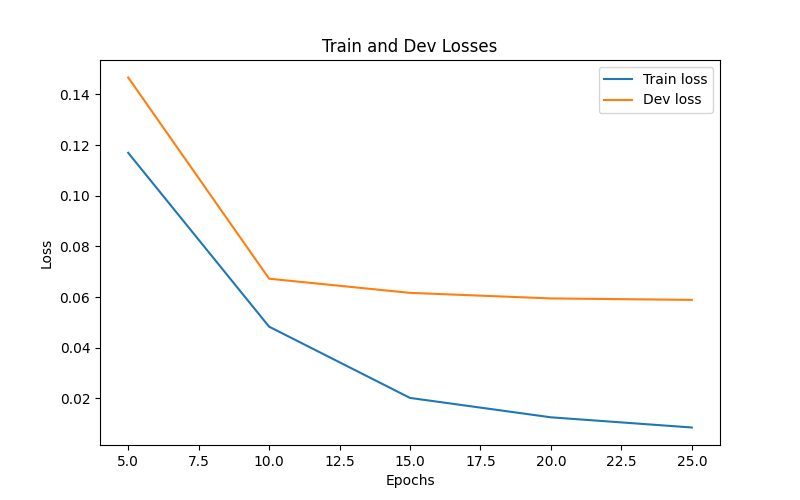 Train and Dev Losses
Train loss
Dev loss
Loss
0.14
0.12
0.10
0.08
0.06
0.04
0.02
5.0 7.5 10.0 12.5 15.0 17.5 20.0 22.5 25.0
Epochs